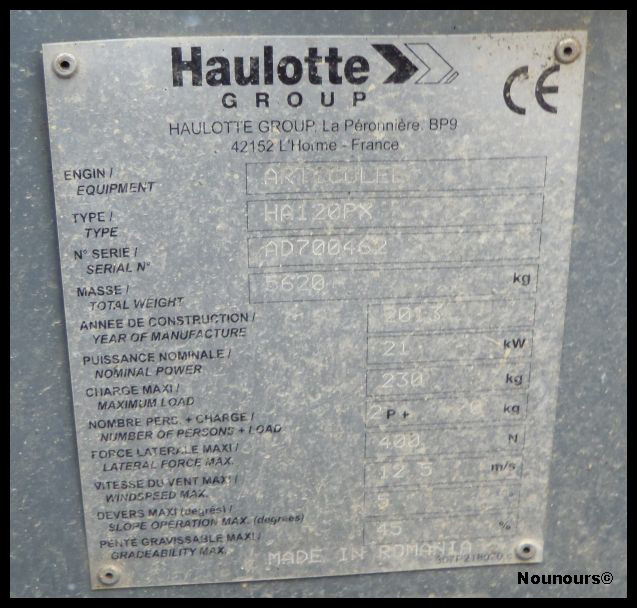 Haulotte
GROUP
HAULOTTE GROUP, La Péronnière, BP9
42152 L'Horme - France
CE
ENGIN / ARTICULEE
EQUIPMENT
TYPE / HA120PX
TYPE
N° SERIE / AD700462
SERIAL N°
MASSE / 5620 kg
TOTAL WEIGHT
ANNEE DE CONSTRUCTION / 2013
YEAR OF MANUFACTURE
PUISSANCE NOMINALE / 21 kW
NOMINAL POWER
CHARGE MAXI / 230 kg
MAXIMUM LOAD
NOMBRE PERS. + CHARGE / 2 P + kg
NUMBER OF PERSONS + LOAD
FORCE LATERALE MAXI / 400 N
LATERAL FORCE MAX.
VITESSE DU VENT MAXI / 12.5 m/s
WINDSPEED MAX.
DEVERS MAXI (degrés) / 5 °
SLOPE OPERATION MAX. (degrees)
PENTE GRAVISSABLE MAXI / 45 %
GRADEABILITY MAX.
MADE IN ROMANIA
Nounours©